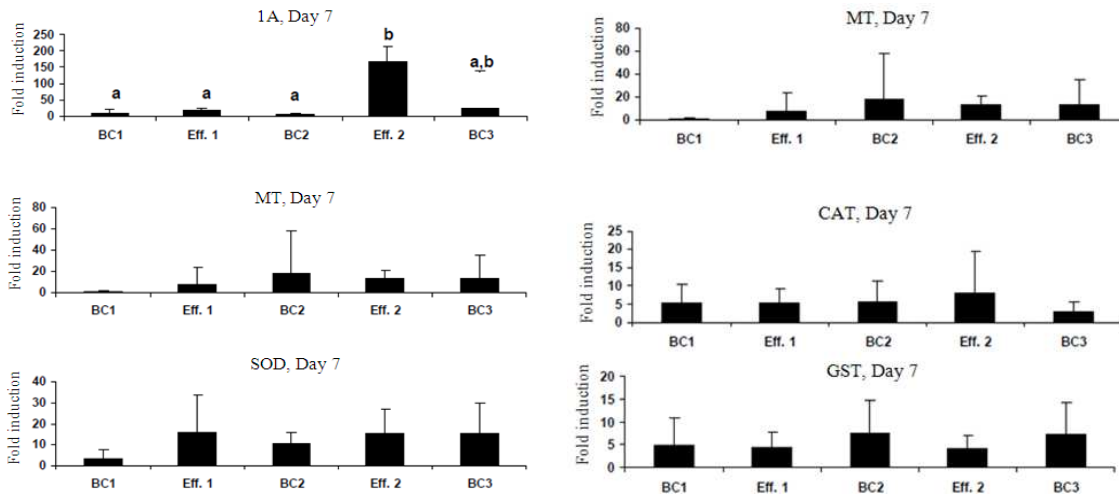 1A, Day 7
Fold induction
250
200
150
100
50
0
a
a
a
b
a,b
BC1 Eff. 1 BC2 Eff. 2 BC3
MT, Day 7
Fold induction
80
60
40
20
0
BC1 Eff. 1 BC2 Eff. 2 BC3
MT, Day 7
Fold induction
80
60
40
20
0
BC1 Eff. 1 BC2 Eff. 2 BC3
CAT, Day 7
Fold induction
25
20
15
10
5
0
BC1 Eff. 1 BC2 Eff. 2 BC3
SOD, Day 7
Fold induction
40
30
20
10
0
BC1 Eff. 1 BC2 Eff. 2 BC3
GST, Day 7
Fold induction
20
15
10
5
0
BC1 Eff. 1 BC2 Eff. 2 BC3